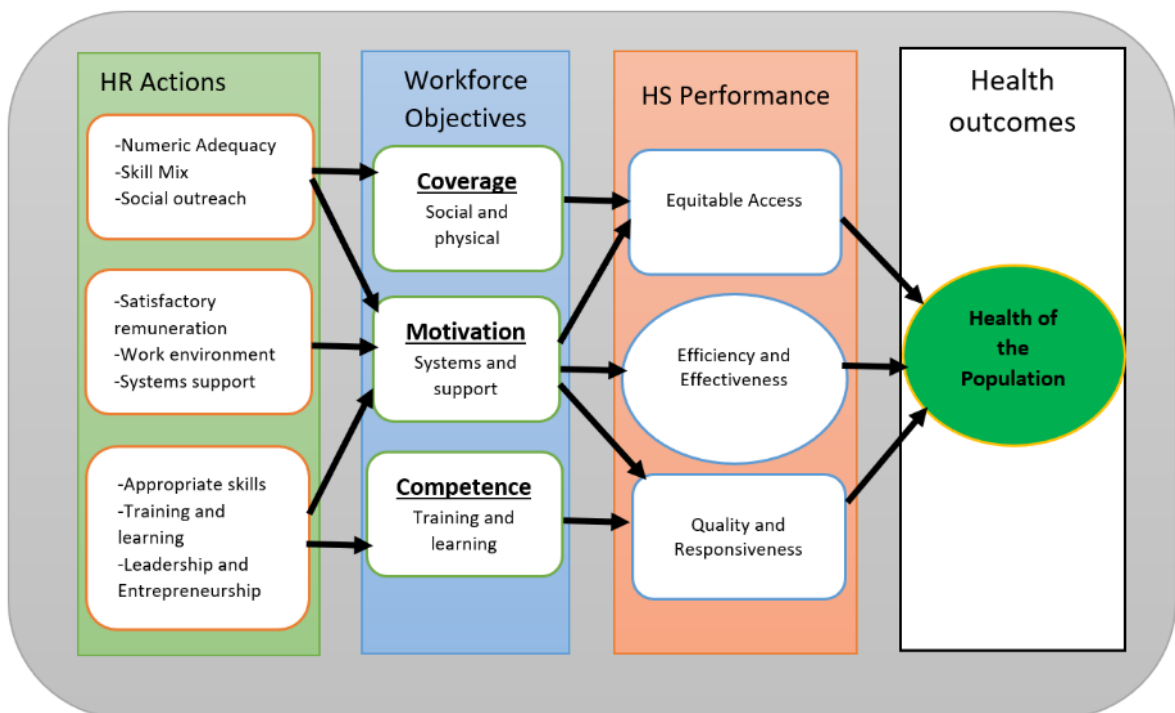 HR Actions
-Numeric Adequacy
-Skill Mix
-Social outreach
-Satisfactory
remuneration
-Work environment
-Systems support
-Appropriate skills
-Training and
learning
-Leadership and
Entrepreneurship
Workforce
Objectives
Coverage
Social and
physical
Motivation
Systems and
support
Competence
Training and
learning
HS Performance
Equitable Access
Efficiency and
Effectiveness
Quality and
Responsiveness
Health
outcomes
Health of
the
Population